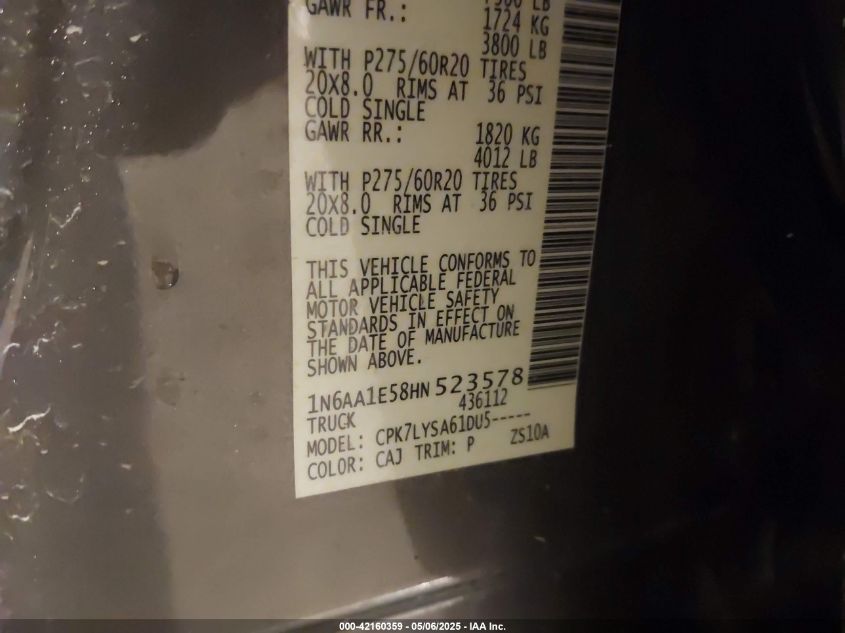 GAWR FR.:
1724 KG
3800 LB
WITH P275/60R20 TIRES
20X8.0 RIMS AT 36 PSI
COLD SINGLE
GAWR RR.: 1820 KG
4012 LB
WITH P275/60R20 TIRES
20X8.0 RIMS AT 36 PSI
COLD SINGLE
THIS VEHICLE CONFORMS TO
ALL APPLICABLE FEDERAL
MOTOR VEHICLE SAFETY
STANDARDS IN EFFECT ON
THE DATE OF MANUFACTURE
SHOWN ABOVE.
1N6AA1E58HN523578
TRUCK 436112
MODEL: CPK7LYSA61DU5-----
COLOR: CAJ TRIM: P ZS10A
000-42160359 - 05/06/2025 - IAA Inc.